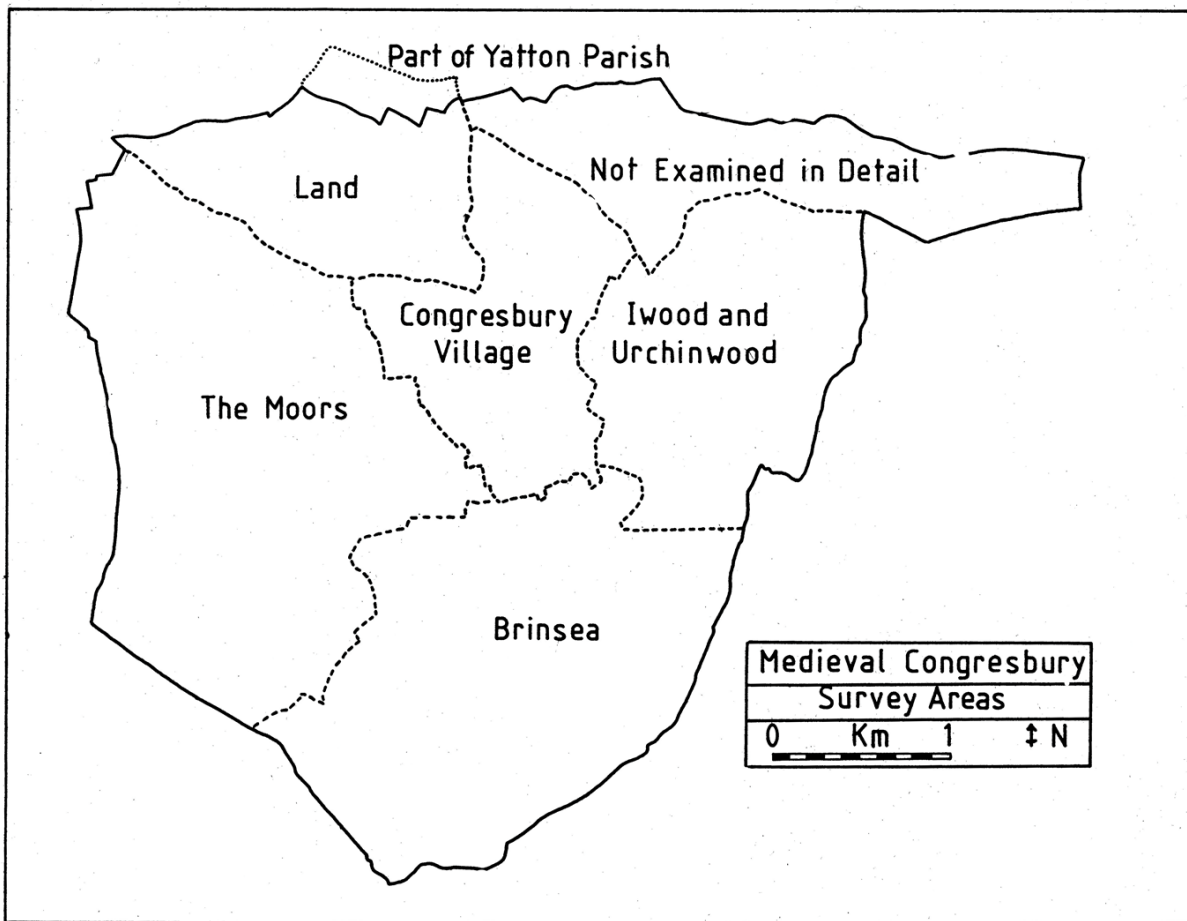 Part of Yatton Parish
Not Examined in Detail
Land
Congresbury
Village
Iwood and
Urchinwood
The Moors
Brinsea
Medieval Congresbury
Survey Areas
0 Km 1 ‡ N